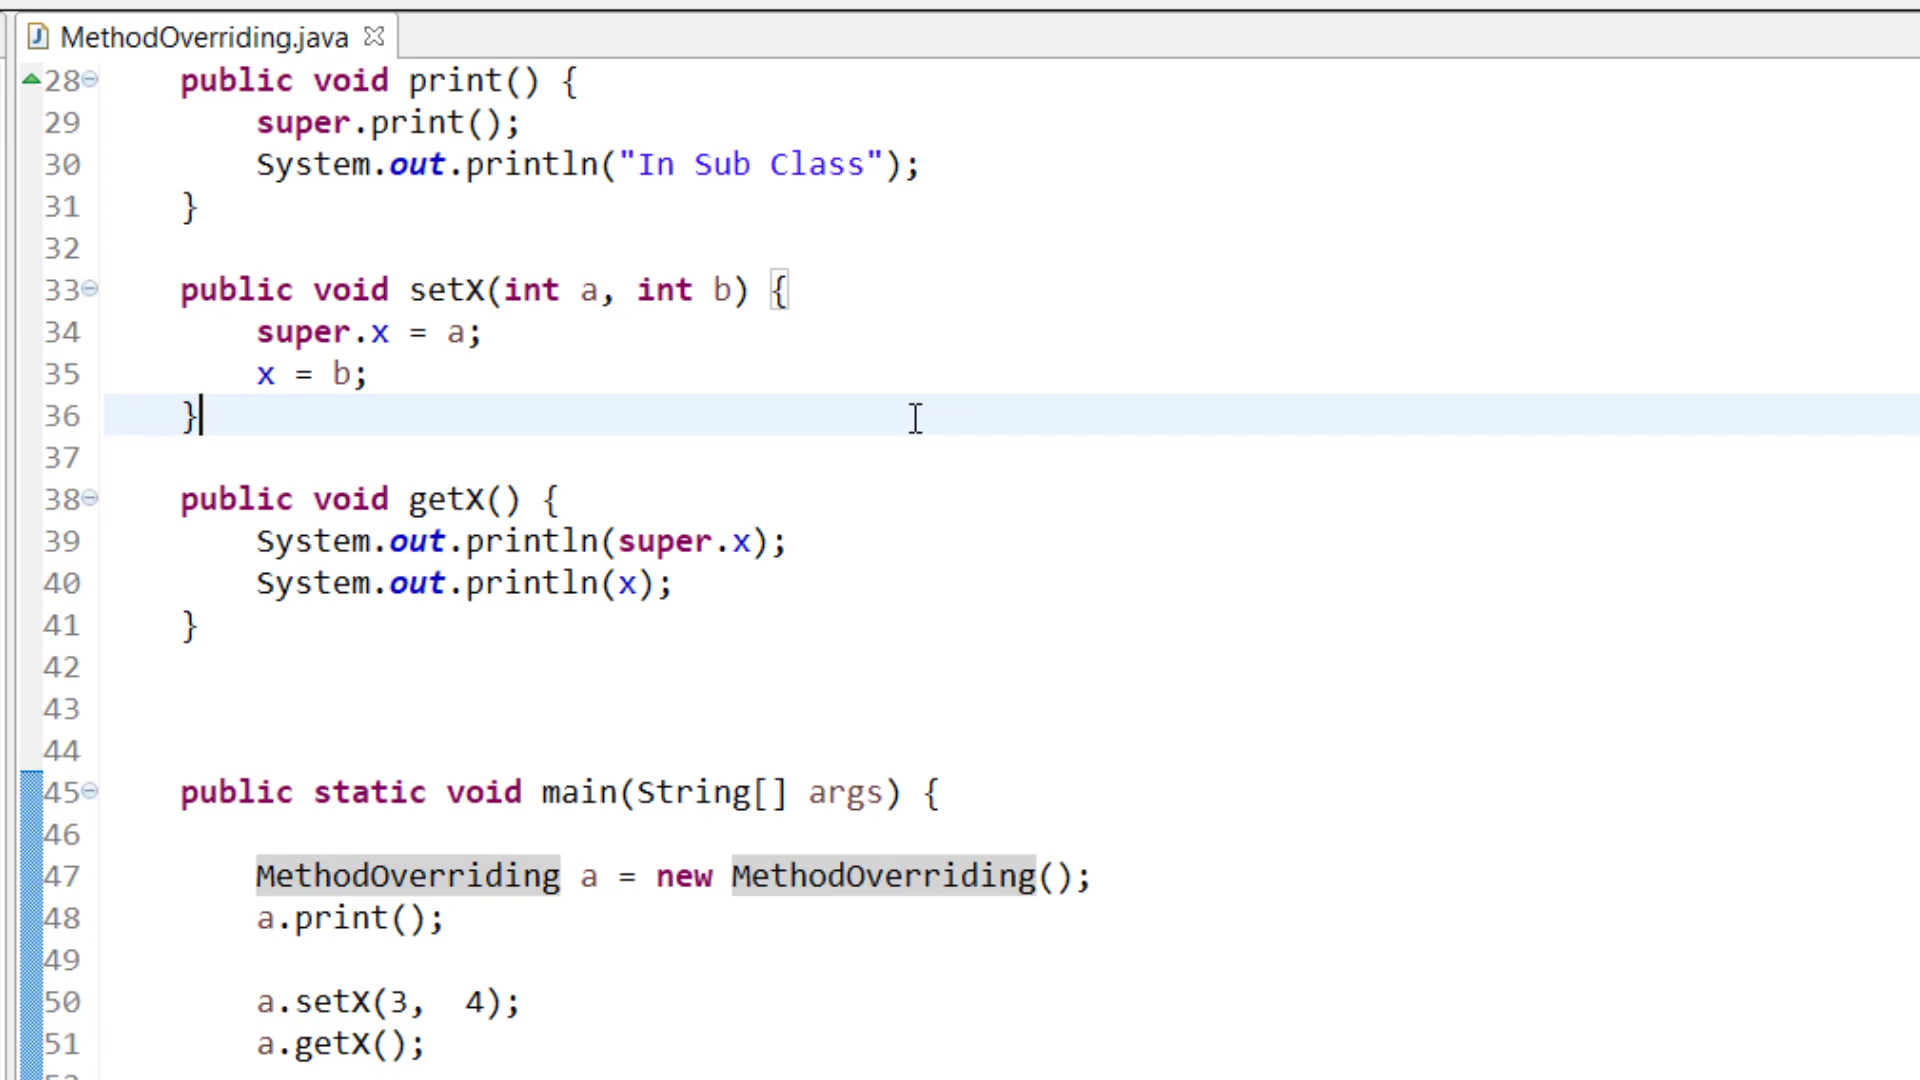 MethodOverriding.java
28 public void print() {
29 super.print();
30 System.out.println("In Sub Class");
31 }
32
33 public void setX(int a, int b) {
34 super.x = a;
35 x = b;
36 }
37
38 public void getX() {
39 System.out.println(super.x);
40 System.out.println(x);
41 }
42
43
44
45 public static void main(String[] args) {
46
47 MethodOverriding a = new MethodOverriding();
48 a.print();
49
50 a.setX(3,  4);
51 a.getX();